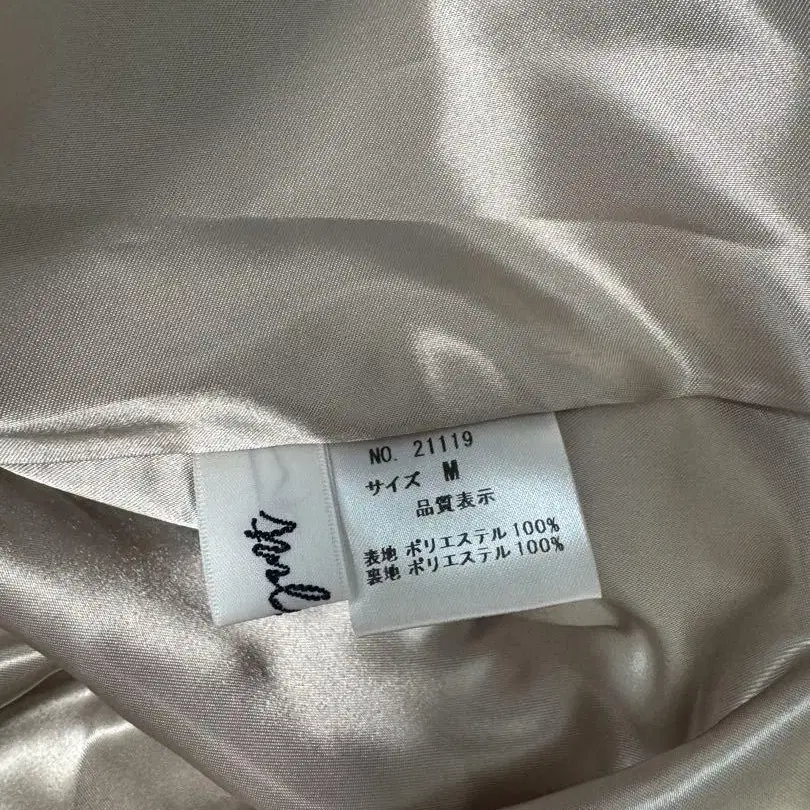 NO. 21119
サイズ M
品質表示
表地 ポリエステル 100%
裏地 ポリエステル 100%